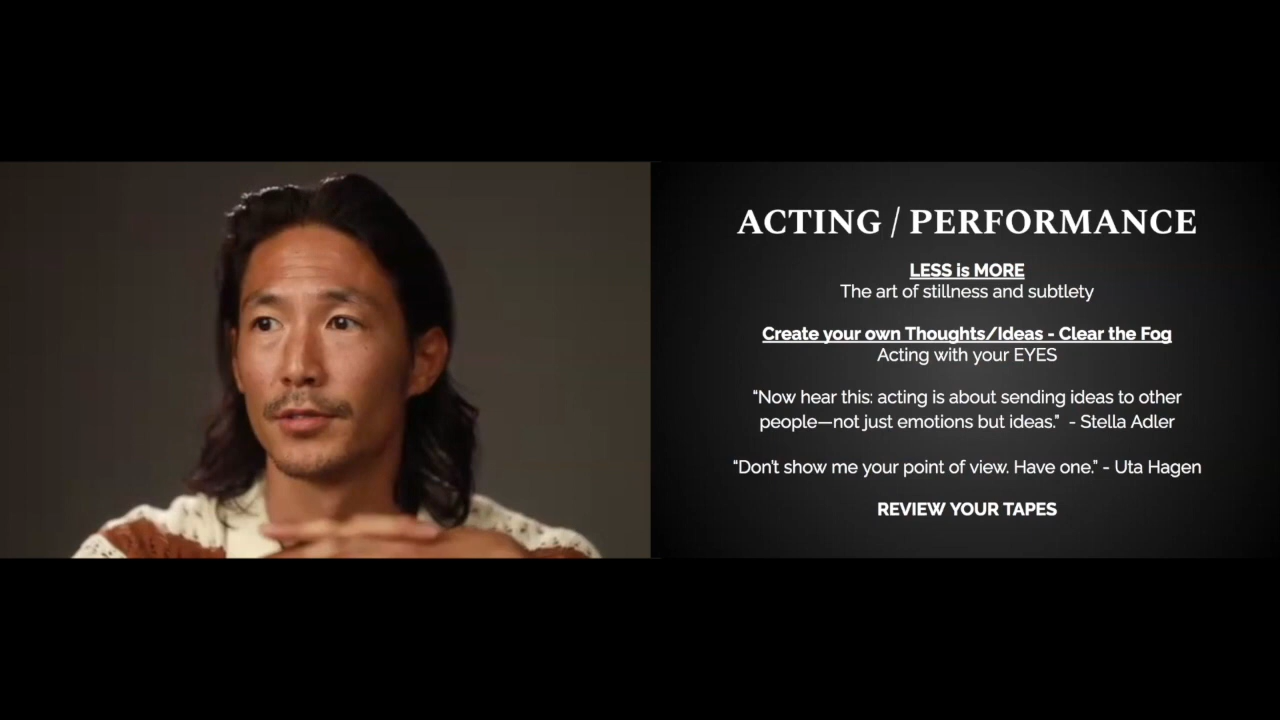 ACTING / PERFORMANCE
LESS is MORE
The art of stillness and subtlety
Create your own Thoughts/Ideas - Clear the Fog
Acting with your EYES
“Now hear this: acting is about sending ideas to other
people—not just emotions but ideas.” - Stella Adler
“Don’t show me your point of view. Have one.” - Uta Hagen
REVIEW YOUR TAPES